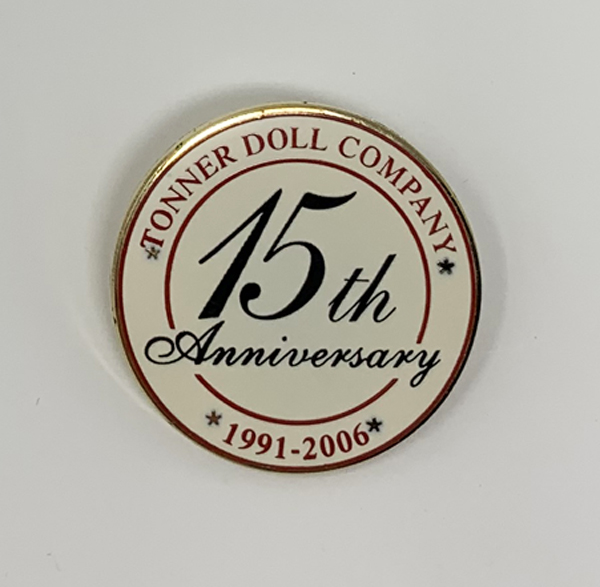 TONNER DOLL COMPANY
15th
Anniversary
1991-2006